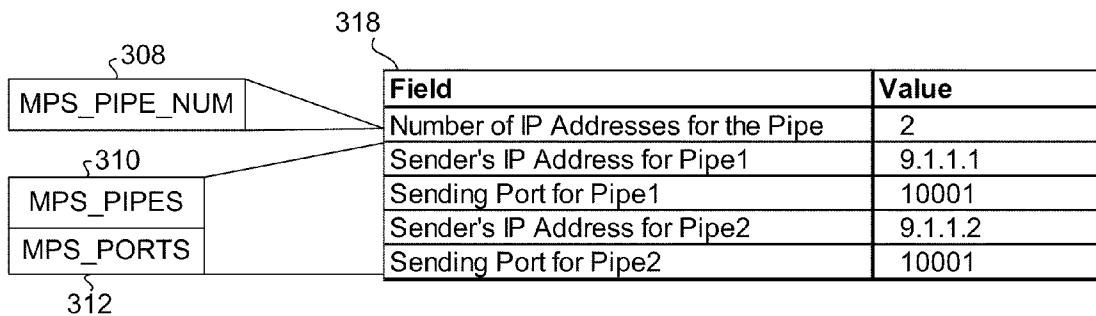 318
308
MPS_PIPE_NUM
Field Value
Number of IP Addresses for the Pipe 2
310
Sender's IP Address for Pipe1 9.1.1.1
MPS_PIPES
Sending Port for Pipe1 10001
MPS_PORTS
Sender's IP Address for Pipe2 9.1.1.2
Sending Port for Pipe2 10001
312